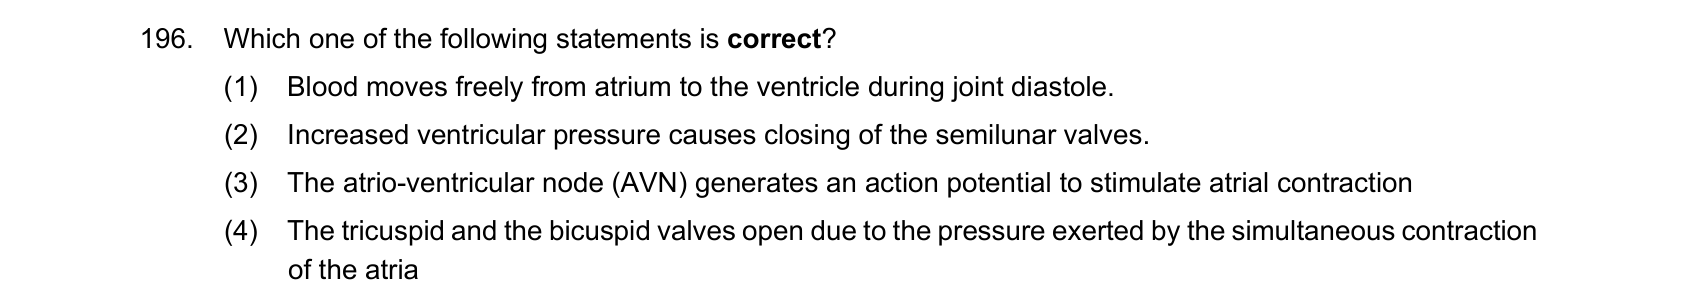 196. Which one of the following statements is correct?
(1) Blood moves freely from atrium to the ventricle during joint diastole.
(2) Increased ventricular pressure causes closing of the semilunar valves.
(3) The atrio-ventricular node (AVN) generates an action potential to stimulate atrial contraction
(4) The tricuspid and the bicuspid valves open due to the pressure exerted by the simultaneous contraction
of the atria